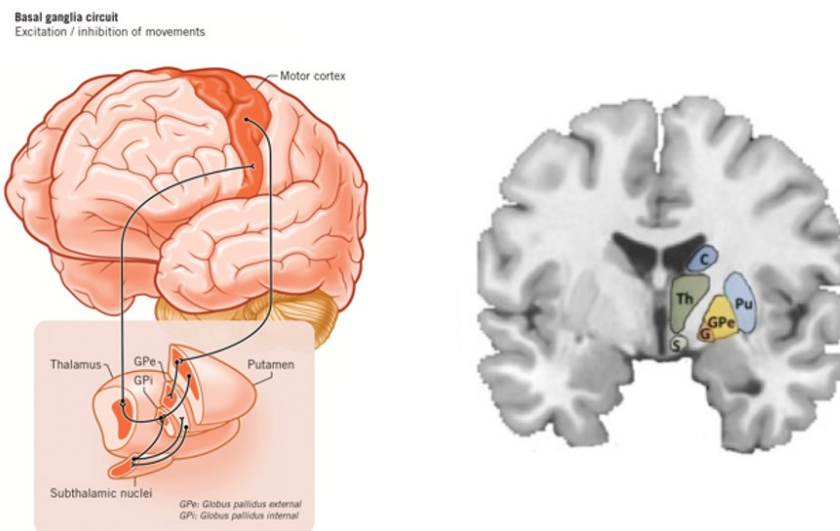 Basal ganglia circuit
Excitation / inhibition of movements
Motor cortex
Thalamus
GPe
GPi
Putamen
Subthalamic nuclei
GPe: Globus pallidus external
GPi: Globus pallidus internal
C
Th
Pu
GPe
G
S